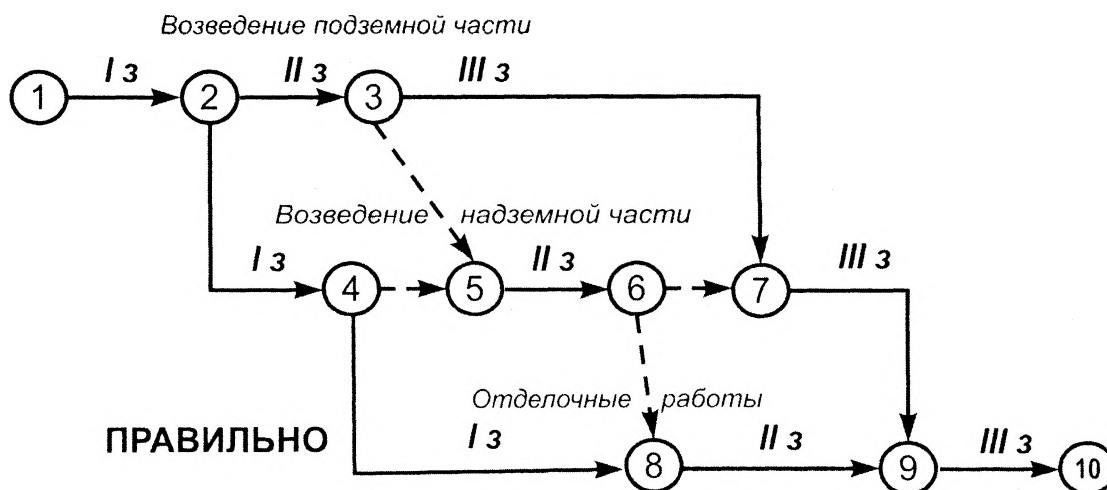 Возведение подземной части
I з II з III з
1 2 3
Возведение надземной части
I з II з III з
4 5 6 7
Отделочные работы
ПРАВИЛЬНО I з II з III з
8 9 10